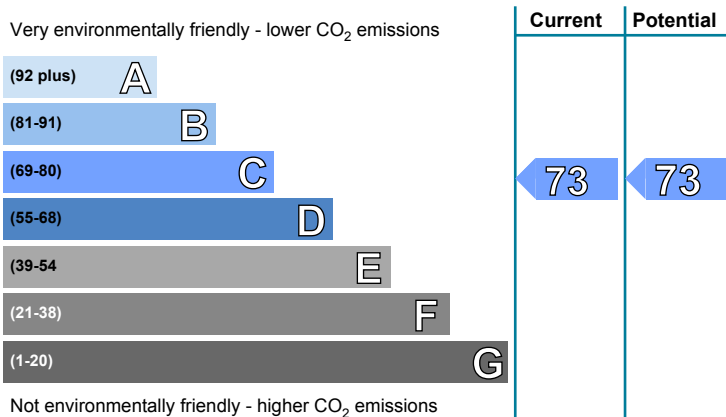 Very environmentally friendly - lower CO₂ emissions
Current
Potential
(92 plus) A
(81-91) B
(69-80) C
73
73
(55-68) D
(39-54 E
(21-38) F
(1-20) G
Not environmentally friendly - higher CO₂ emissions